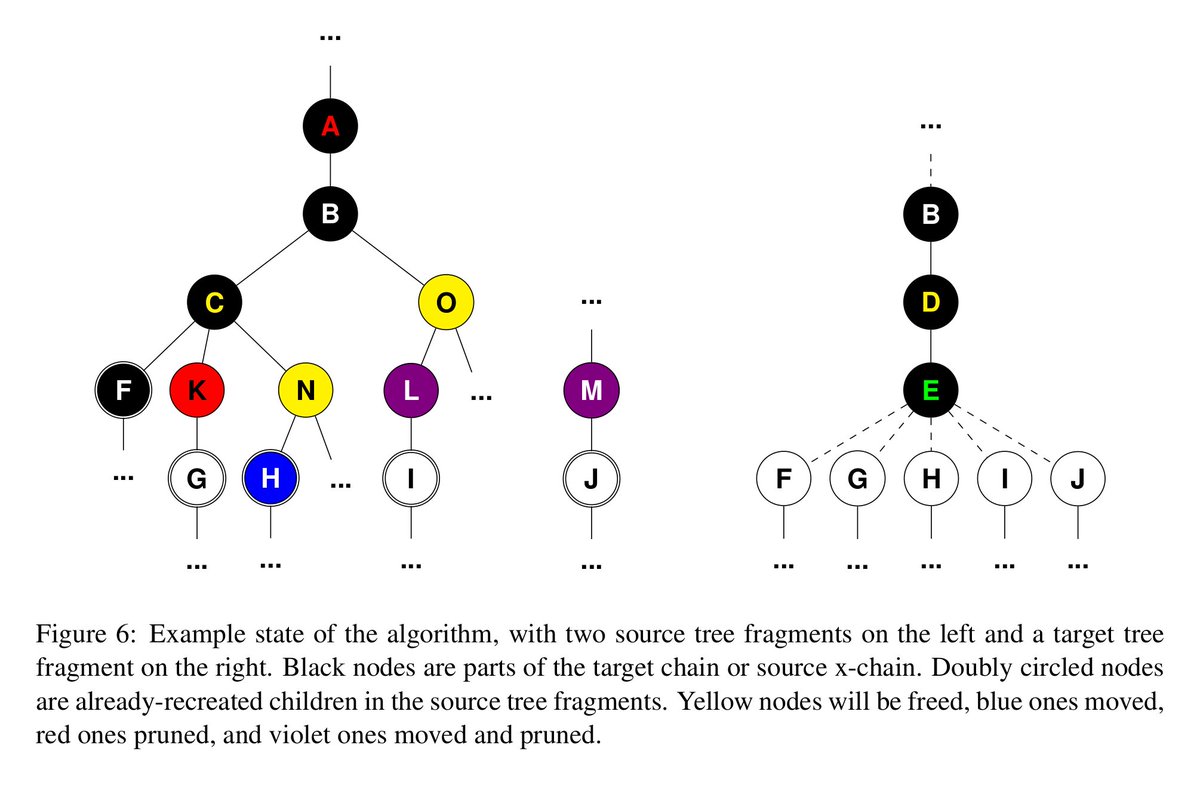 ...
A
...
B
B
C
O
...
D
F
K
N
L
...
M
E
...
G
H
...
I
J
F
G
H
I
J
...
...
...
...
...
...
...
...
...
Figure 6: Example state of the algorithm, with two source tree fragments on the left and a target tree
fragment on the right. Black nodes are parts of the target chain or source x-chain. Doubly circled nodes
are already-recreated children in the source tree fragments. Yellow nodes will be freed, blue ones moved,
red ones pruned, and violet ones moved and pruned.